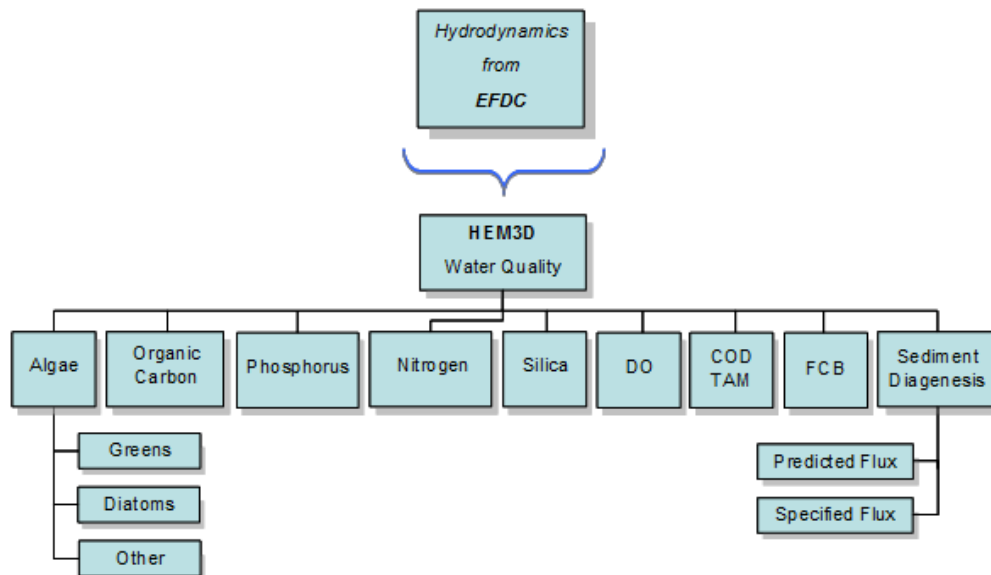 Hydrodynamics
from
EFDC
HEM3D
Water Quality
Algae
Organic
Carbon
Phosphorus
Nitrogen
Silica
DO
COD
TAM
FCB
Sediment
Diagenesis
Greens
Diatoms
Other
Predicted Flux
Specified Flux